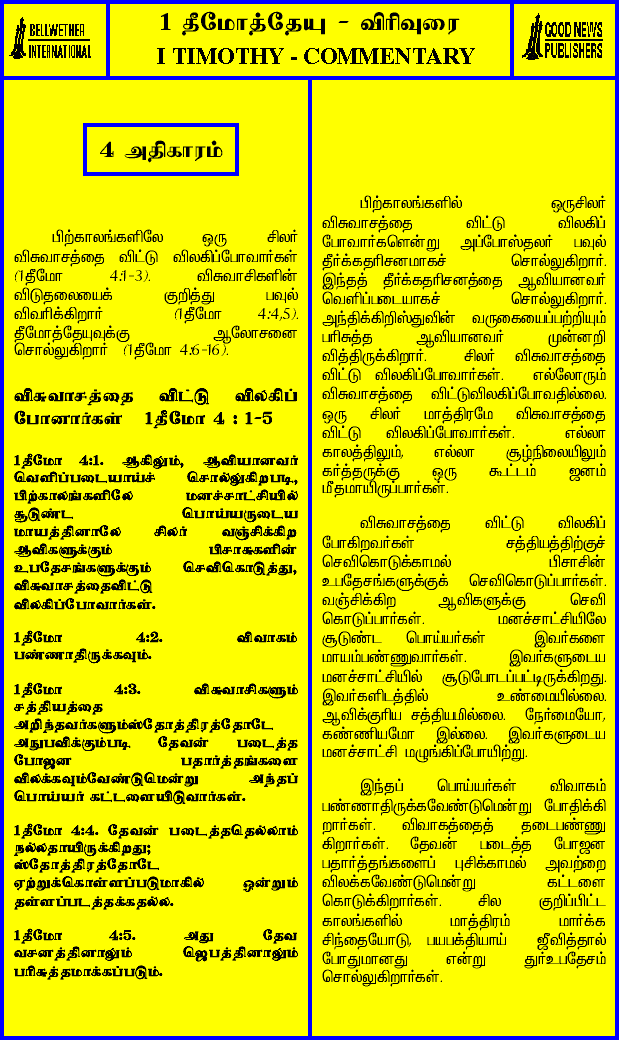 BELLWETHER
INTERNATIONAL
1 தீமோத்தேயு - விரிவுரை
I TIMOTHY - COMMENTARY
GOOD NEWS
PUBLISHERS
4 அதிகாரம்
பிற்காலங்களிலே ஒரு சிலர்
விசுவாசத்தை விட்டு விலகிப்போவார்கள்
(1தீமோ 4:1-3). விசுவாசிகளின்
விடுதலையைக் குறித்து பவுல்
விவரிக்கிறார் (1தீமோ 4:4,5).
தீமோத்தேயுவுக்கு ஆலோசனை
சொல்லுகிறார் (1தீமோ 4:6-16).
விசுவாசத்தை விட்டு விலகிப்
போனார்கள் 1தீமோ 4 : 1-5
1தீமோ 4:1. ஆகிலும், ஆவியானவர்
வெளிப்படையாய்ச் சொல்லுகிறபடி,
பிற்காலங்களிலே மனச்சாட்சியில்
சூடுண்ட பொய்யருடைய
மாயத்தினாலே சிலர் வஞ்சிக்கிற
ஆவிகளுக்கும் பிசாசுகளின்
உபதேசங்களுக்கும் செவிகொடுத்து,
விசுவாசத்தைவிட்டு
விலகிப்போவார்கள்.
1தீமோ 4:2. விவாகம்
பண்ணாதிருக்கவும்.
1தீமோ 4:3. விசுவாசிகளும்
சத்தியத்தை
அறிந்தவர்களும்ஸ்தோத்திரத்தோடே
அநுபவிக்கும்படி தேவன் படைத்த
போஜன பதார்த்தங்களை
விலக்கவும்வேண்டுமென்று அந்தப்
பொய்யர் கட்டளையிடுவார்கள்.
1தீமோ 4:4. தேவன் படைத்ததெல்லாம்
நல்லதாயிருக்கிறது;
ஸ்தோத்திரத்தோடே
ஏற்றுக்கொள்ளப்படுமாகில் ஒன்றும்
தள்ளப்படத்தக்கதல்ல.
1தீமோ 4:5. அது தேவ
வசனத்தினாலும் ஜெபத்தினாலும்
பரிசுத்தமாக்கப்படும்.
பிற்காலங்களில் ஒருசிலர்
விசுவாசத்தை விட்டு விலகிப்
போவார்களென்று அப்போஸ்தலர் பவுல்
தீர்க்கதரிசனமாகச் சொல்லுகிறார்.
இந்தத் தீர்க்கதரிசனத்தை ஆவியானவர்
வெளிப்படையாகச் சொல்லுகிறார்.
அந்திக்கிறிஸ்துவின் வருகையைப்பற்றியும்
பரிசுத்த ஆவியானவர் முன்னறி
வித்திருக்கிறார். சிலர் விசுவாசத்தை
விட்டு விலகிப்போவார்கள். எல்லோரும்
விசுவாசத்தை விட்டுவிலகிப்போவதில்லை.
ஒரு சிலர் மாத்திரமே விசுவாசத்தை
விட்டு விலகிப்போவார்கள். எல்லா
காலத்திலும், எல்லா சூழ்நிலையிலும்
கர்த்தருக்கு ஒரு கூட்டம் ஜனம்
மீதமாயிருப்பார்கள்.
விசுவாசத்தை விட்டு விலகிப்
போகிறவர்கள் சத்தியத்திற்குச்
செவிகொடுக்காமல் பிசாசின்
உபதேசங்களுக்குக் செவிகொடுப்பார்கள்.
வஞ்சிக்கிற ஆவிகளுக்கு செவி
கொடுப்பார்கள். மனச்சாட்சியிலே
சூடுண்ட பொய்யர்கள் இவர்களை
மாயம்பண்ணுவார்கள். இவர்களுடைய
மனச்சாட்சியில் சூடுபோடப்பட்டிருக்கிறது.
இவர்களிடத்தில் உண்மையில்லை.
ஆவிக்குரிய சத்தியமில்லை. நேர்மையோ,
கண்ணியமோ இல்லை. இவர்களுடைய
மனச்சாட்சி மழுங்கிப்போயிற்று.
இந்தப் பொய்யர்கள் விவாகம்
பண்ணாதிருக்கவேண்டுமென்று போதிக்கி
றார்கள். விவாகத்தைத் தடைபண்ணு
கிறார்கள். தேவன் படைத்த போஜன
பதார்த்தங்களைப் புசிக்காமல் அவற்றை
விலக்கவேண்டுமென்று கட்டளை
கொடுக்கிறார்கள். சில குறிப்பிட்ட
காலங்களில் மாத்திரம் மார்க்க
சிந்தையோடு, பயபக்தியாய் ஜீவித்தால்
போதுமானது என்று துர்உபதேசம்
சொல்லுகிறார்கள்.